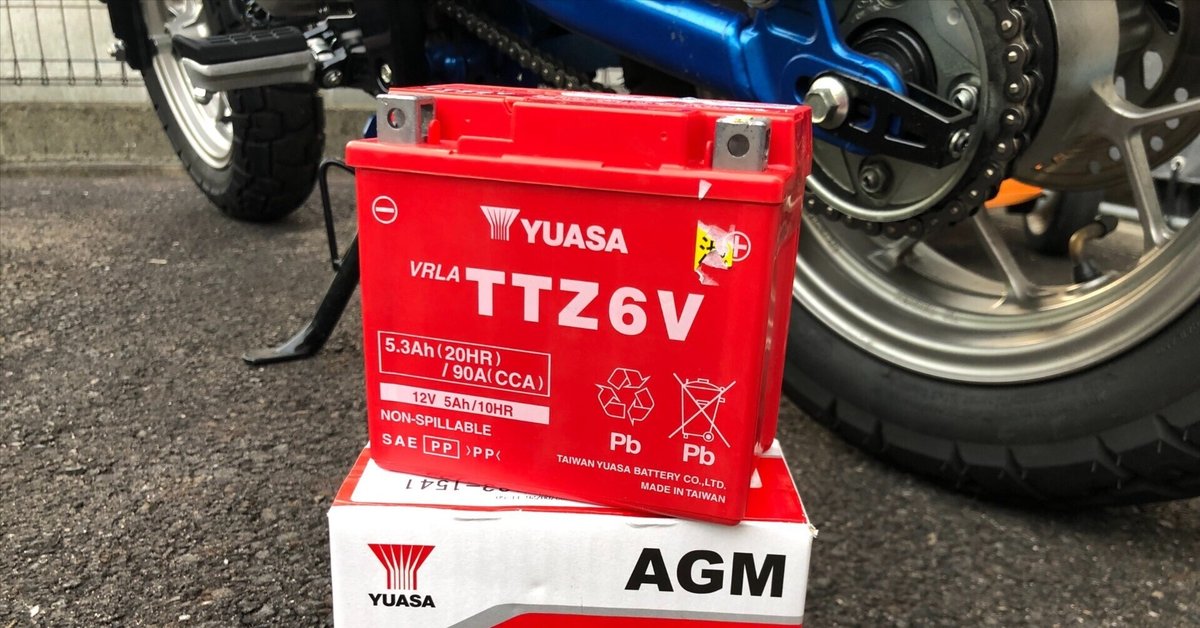 YUASA
VRLA TTZ6V
5.3Ah(20HR)
/90A(CCA)
12V 5Ah/10HR
NON-SPILLABLE
SAE PP >PP<
Pb
Pb
TAIWAN YUASA BATTERY CO.,LTD.
MADE IN TAIWAN
YUASA
AGM